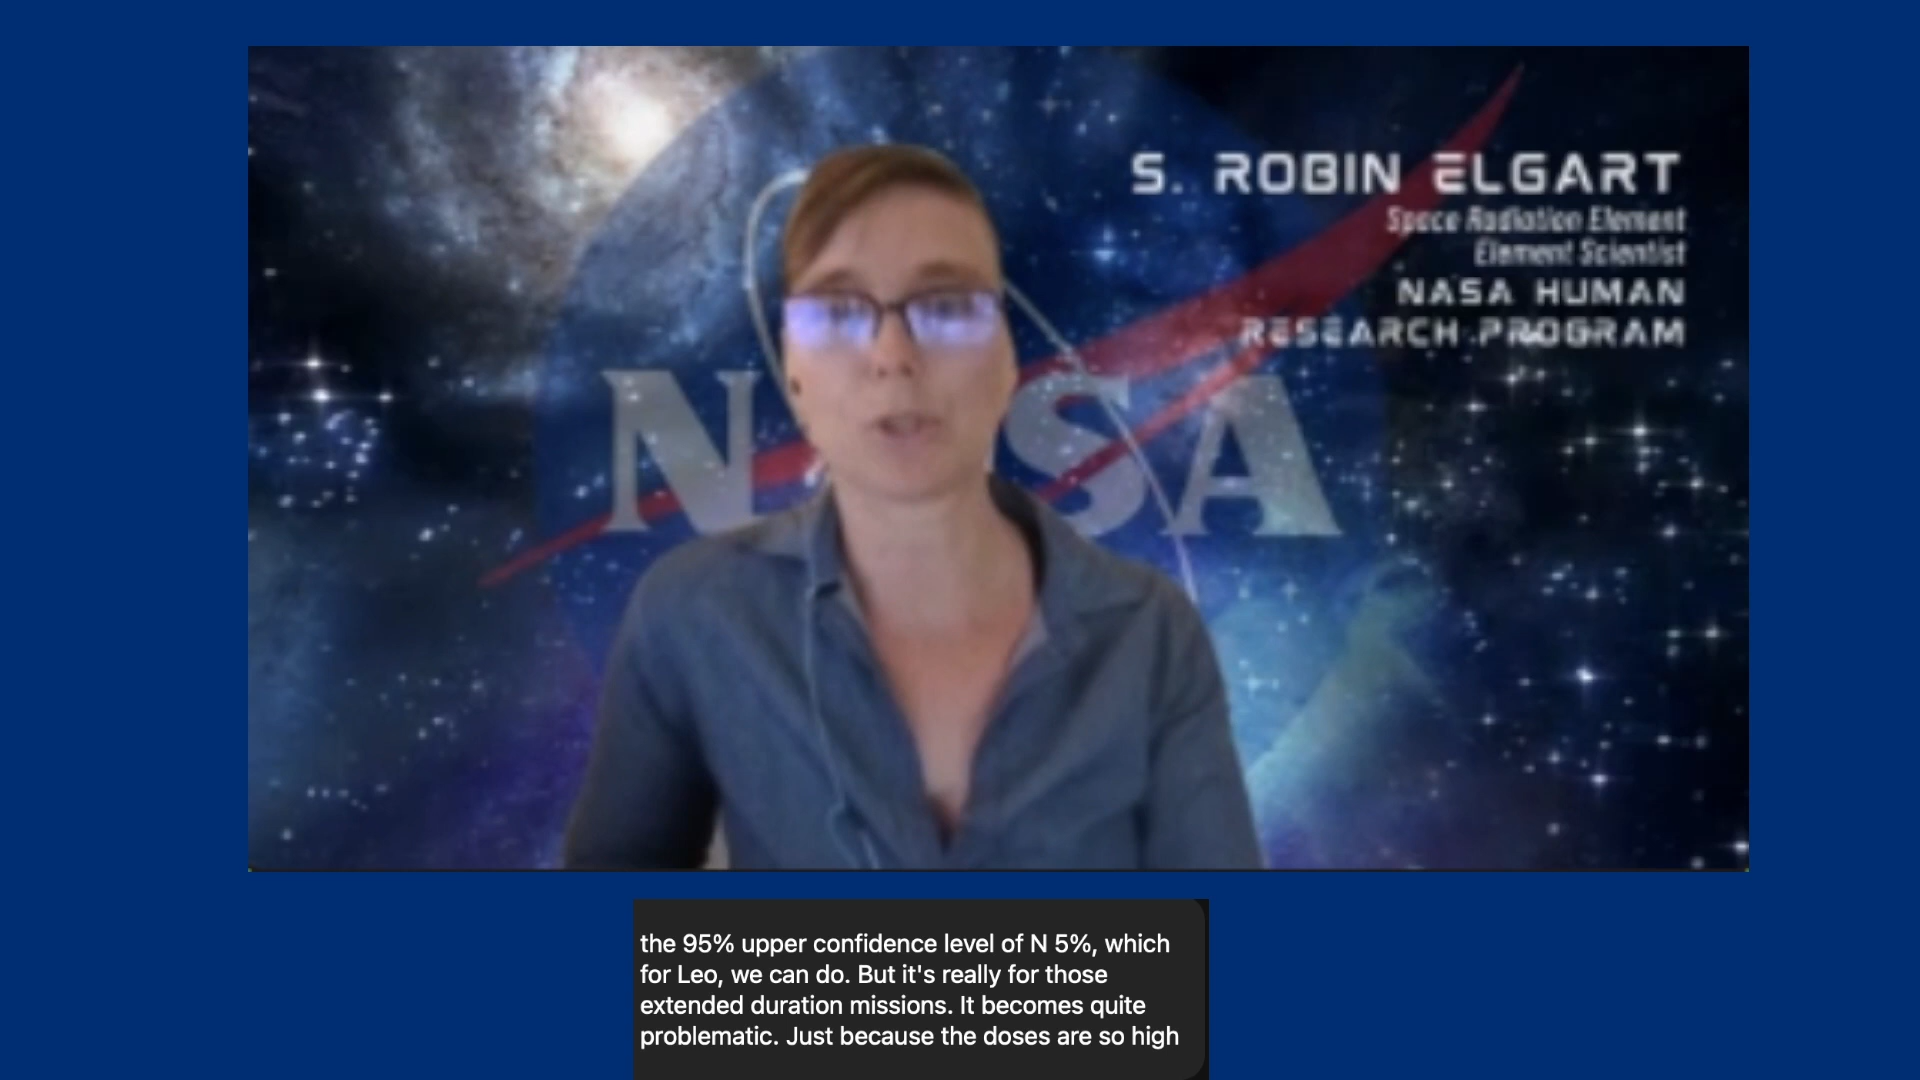 S. ROBIN ELGART
Space Radiation Element
Element Scientist
NASA HUMAN
RESEARCH PROGRAM
NASA
the 95% upper confidence level of N 5%, which
for Leo, we can do. But it's really for those
extended duration missions. It becomes quite
problematic. Just because the doses are so high